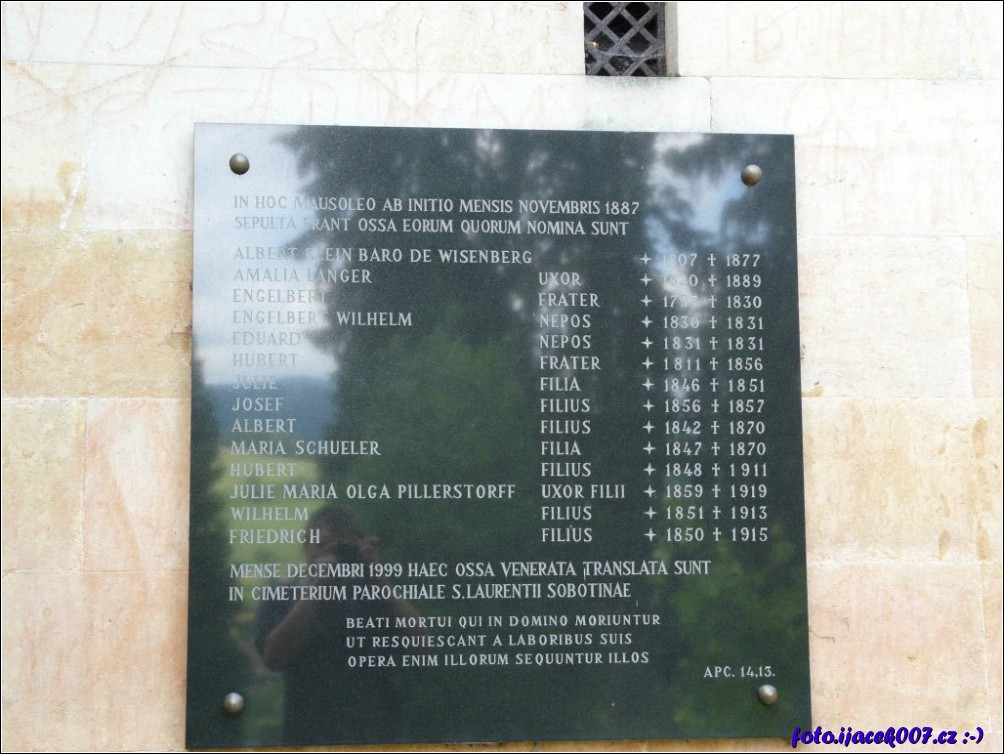 IN HOC MAUSOLEO AB INITIO MENSIS NOVEMBRIS 1887
SEPULTA ERANT OSSA EORUM QUORUM NOMINA SUNT
ALBERT KLEIN BARO DE WISENBERG ✦ 1807 ✝ 1877
AMALIA LANGER UXOR ✦ ✝ 1889
ENGELBERT FRATER ✦ ✝ 1830
ENGELBERT WILHELM NEPOS ✦ 1830 ✝ 1831
EDUARD NEPOS ✦ 1831 ✝ 1831
HUBERT FRATER ✦ 1811 ✝ 1856
JULIE FILIA ✦ 1846 ✝ 1851
JOSEF FILIUS ✦ 1856 ✝ 1857
ALBERT FILIUS ✦ 1842 ✝ 1870
MARIA SCHUELER FILIA ✦ 1847 ✝ 1870
HUBERT FILIUS ✦ 1848 ✝ 1911
JULIE MARIA OLGA PILLERSTORFF UXOR FILII ✦ 1859 ✝ 1919
WILHELM FILIUS ✦ 1851 ✝ 1913
FRIEDRICH FILIUS ✦ 1850 ✝ 1915
MENSE DECEMBRI 1999 HAEC OSSA VENERATA TRANSLATA SUNT
IN CIMETERIUM PAROCHIALE S.LAURENTII SOBOTINAE
BEATI MORTUI QUI IN DOMINO MORIUNTUR
UT RESQUIESCANT A LABORIBUS SUIS
OPERA ENIM ILLORUM SEQUUNTUR ILLOS
APC. 14,13.
foto.ijacek007.cz :-)